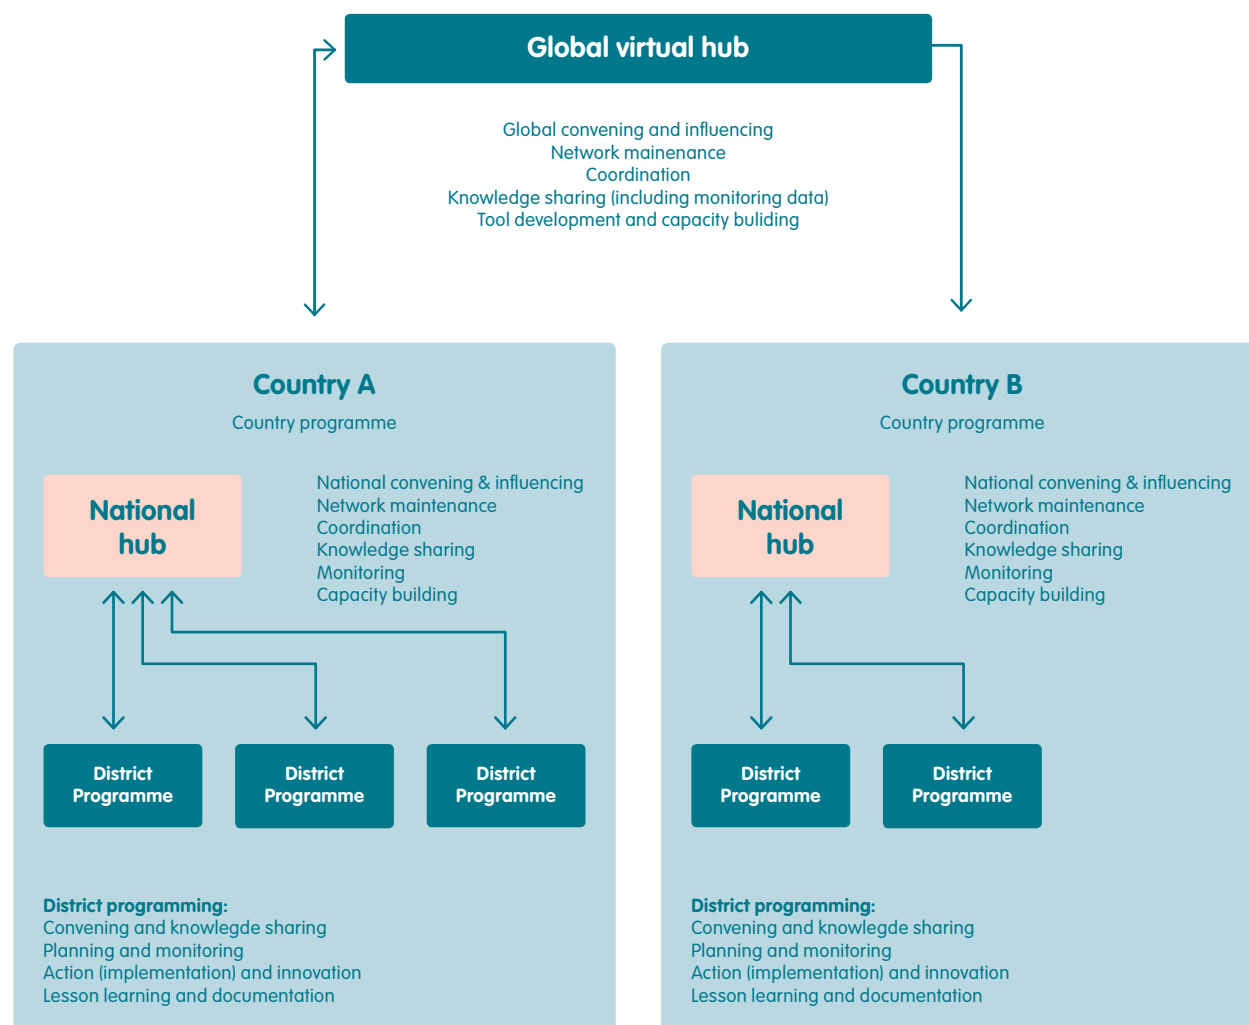 Global virtual hub
Global convening and influencing
Network mainenance
Coordination
Knowledge sharing (including monitoring data)
Tool development and capacity buliding
Country A
Country programme
National
hub
National convening & influencing
Network maintenance
Coordination
Knowledge sharing
Monitoring
Capacity building
District
Programme
District
Programme
District
Programme
District programming:
Convening and knowlegde sharing
Planning and monitoring
Action (implementation) and innovation
Lesson learning and documentation
Country B
Country programme
National
hub
National convening & influencing
Network maintenance
Coordination
Knowledge sharing
Monitoring
Capacity building
District
Programme
District
Programme
District programming:
Convening and knowlegde sharing
Planning and monitoring
Action (implementation) and innovation
Lesson learning and documentation